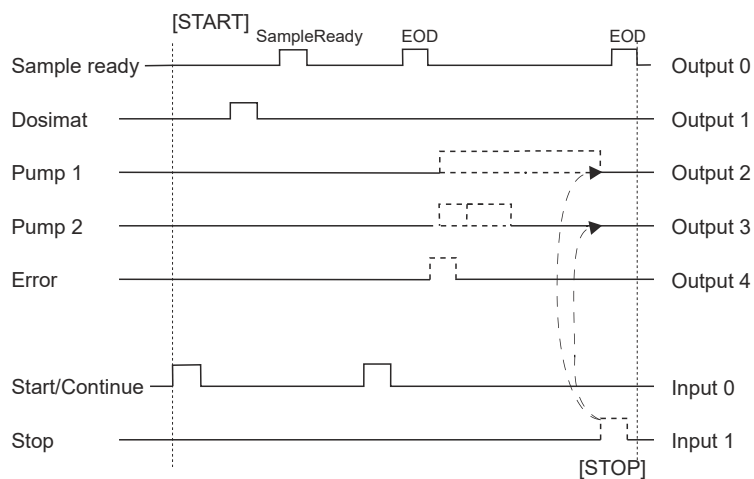 [START]
SampleReady EOD EOD
Sample ready Output 0
Dosimat Output 1
Pump 1 Output 2
Pump 2 Output 3
Error Output 4
Start/Continue Input 0
Stop Input 1
[STOP]